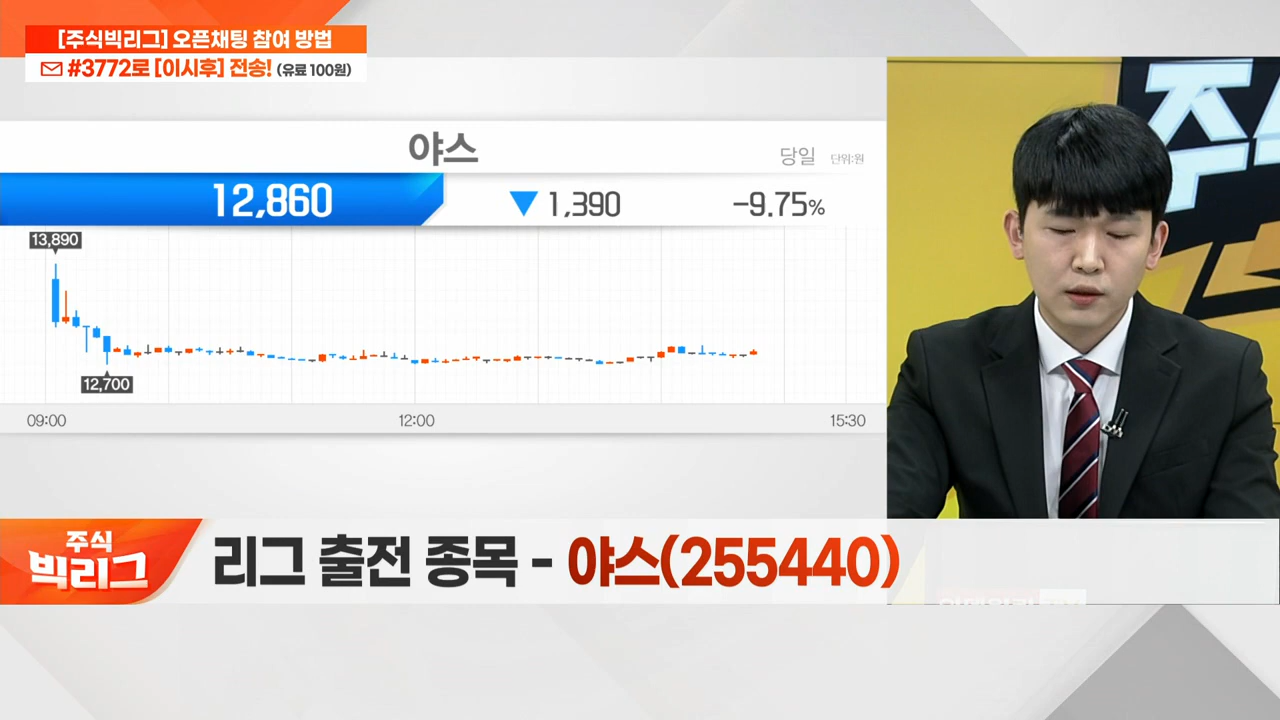 [주식빅리그] 오픈채팅 참여 방법
#3772로 [이시후] 전송! (유료 100원)
야스
당일 단위:원
12,860 ▼ 1,390 -9.75%
13,890
12,700
09:00 12:00 15:30
주식
빅리그
리그 출전 종목 - 야스(255440)